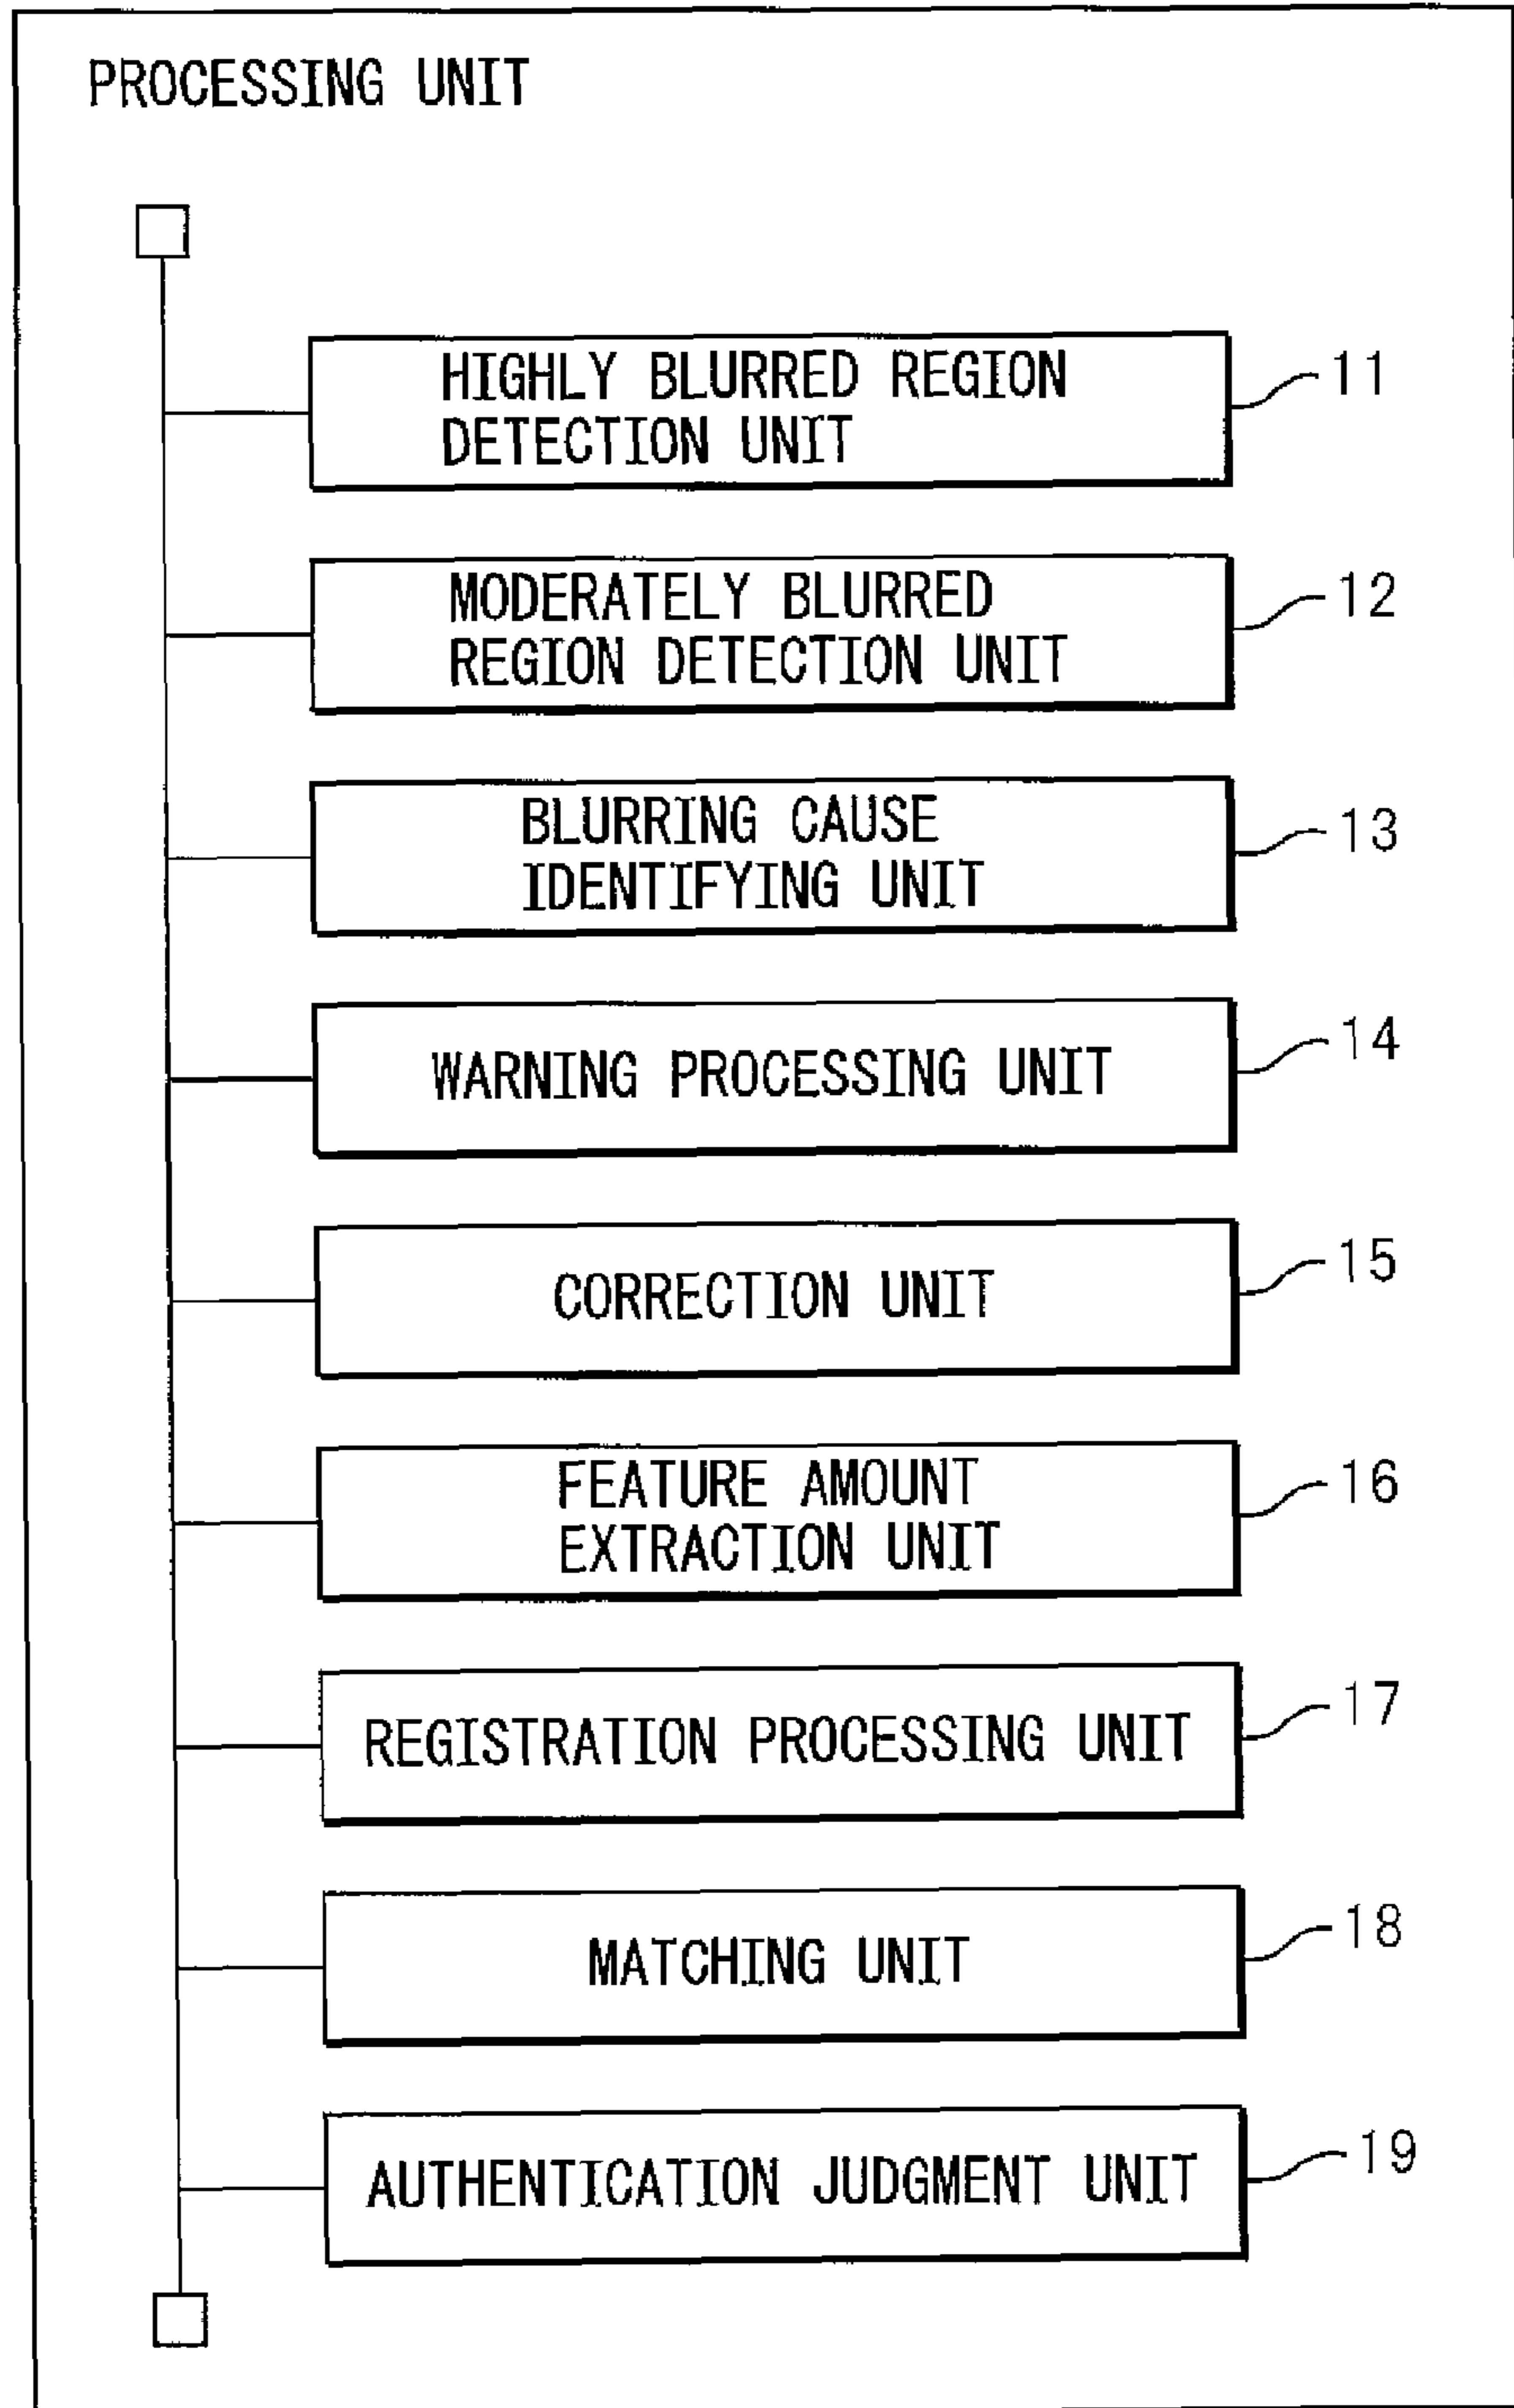 PROCESSING UNIT
HIGHLY BLURRED REGION
DETECTION UNIT
11
MODERATELY BLURRED
REGION DETECTION UNIT
12
BLURRING CAUSE
IDENTIFYING UNIT
13
WARNING PROCESSING UNIT
14
CORRECTION UNIT
15
FEATURE AMOUNT
EXTRACTION UNIT
16
REGISTRATION PROCESSING UNIT
17
MATCHING UNIT
18
AUTHENTICATION JUDGMENT UNIT
19